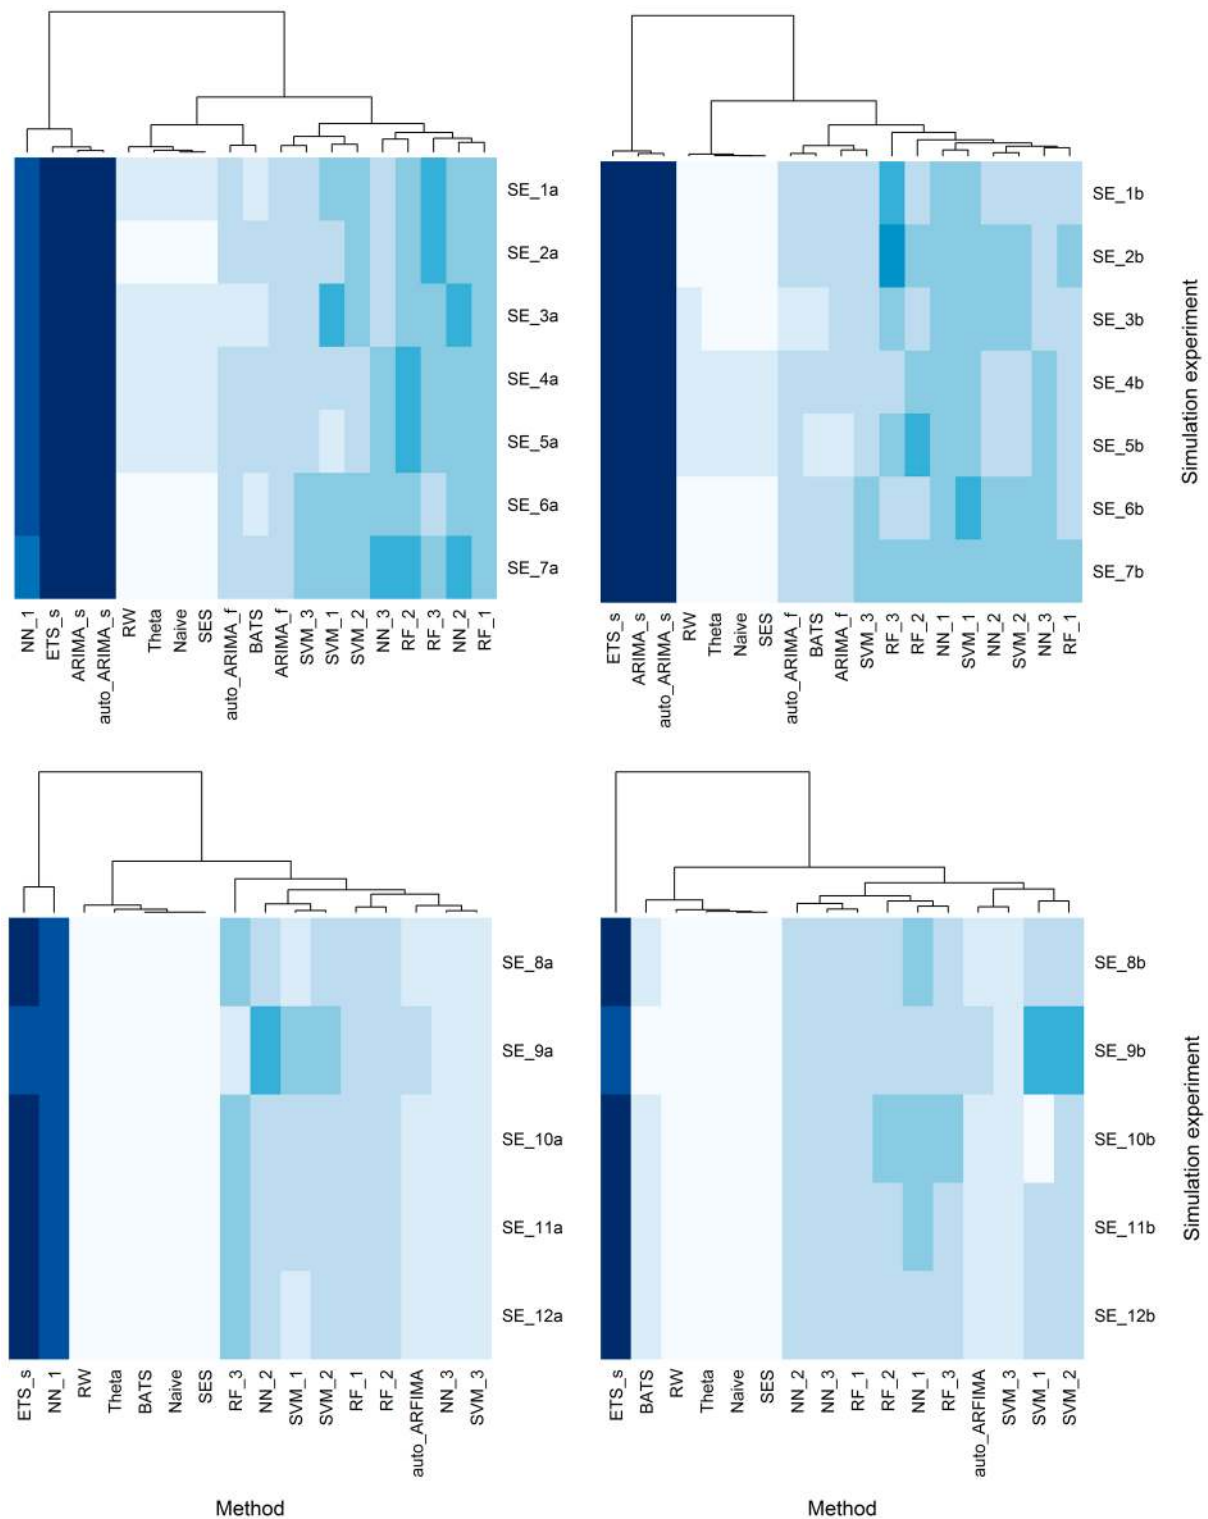 SE_1a
SE_2a
SE_3a
SE_4a
SE_5a
SE_6a
SE_7a
NN_1
ETS_s
ARIMA_s
auto_ARIMA_s
RW
Theta
Naive
SES
auto_ARIMA_f
BATS
ARIMA_f
SVM_3
SVM_1
SVM_2
NN_3
RF_2
RF_3
NN_2
RF_1
SE_1b
SE_2b
SE_3b
SE_4b
SE_5b
SE_6b
SE_7b
Simulation experiment
ETS_s
ARIMA_s
auto_ARIMA_s
RW
Theta
Naive
SES
auto_ARIMA_f
BATS
ARIMA_f
SVM_3
RF_3
RF_2
NN_1
SVM_1
NN_2
SVM_2
NN_3
RF_1
SE_8a
SE_9a
SE_10a
SE_11a
SE_12a
ETS_s
NN_1
RW
Theta
BATS
Naive
SES
RF_3
NN_2
SVM_1
SVM_2
RF_1
RF_2
auto_ARFIMA
NN_3
SVM_3
Method
SE_8b
SE_9b
SE_10b
SE_11b
SE_12b
Simulation experiment
ETS_s
BATS
RW
Theta
Naive
SES
NN_2
NN_3
RF_1
RF_2
NN_1
RF_3
auto_ARFIMA
SVM_3
SVM_1
SVM_2
Method